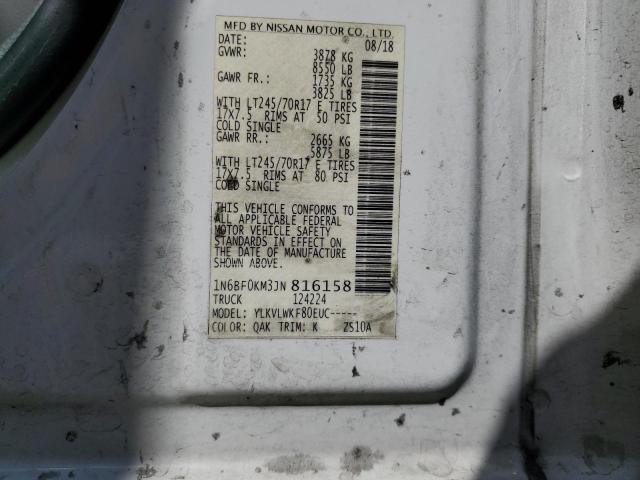 MFD BY NISSAN MOTOR CO., LTD.
DATE: 08/18
GVWR: 3878 KG
8550 LB
GAWR FR.: 1735 KG
3825 LB
WITH LT245/70R17 E TIRES
17X7.5 RIMS AT 50 PSI
COLD SINGLE
GAWR RR.: 2665 KG
5875 LB
WITH LT245/70R17 E TIRES
17X7.5 RIMS AT 80 PSI
COLD SINGLE
THIS VEHICLE CONFORMS TO
ALL APPLICABLE FEDERAL
MOTOR VEHICLE SAFETY
STANDARDS IN EFFECT ON
THE DATE OF MANUFACTURE
SHOWN ABOVE.
1N6BF0KM3JN 816158
TRUCK 124224
MODEL: YLKVLWKF80EUC-----
COLOR: QAK TRIM: K ZS10A